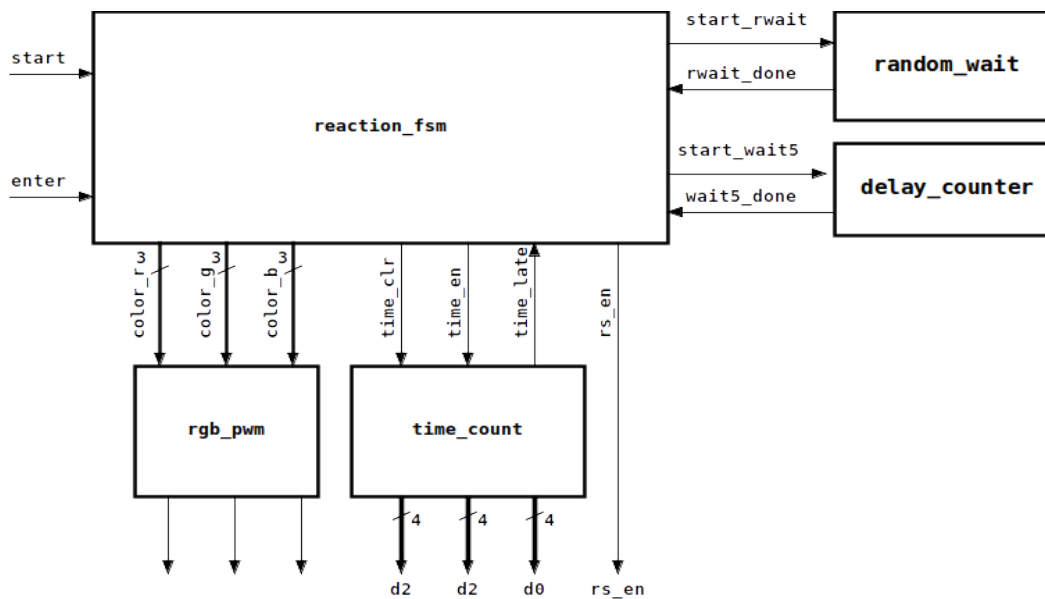 start_rwait
random_wait
start
rwait_done
reaction_fsm
start_wait5
enter
delay_counter
wait5_done
3
3
3
color_r
color_g
color_b
time_clr
time_en
time_late
rs_en
rgb_pwm
time_count
4
4
4
d2
d2
d0
rs_en